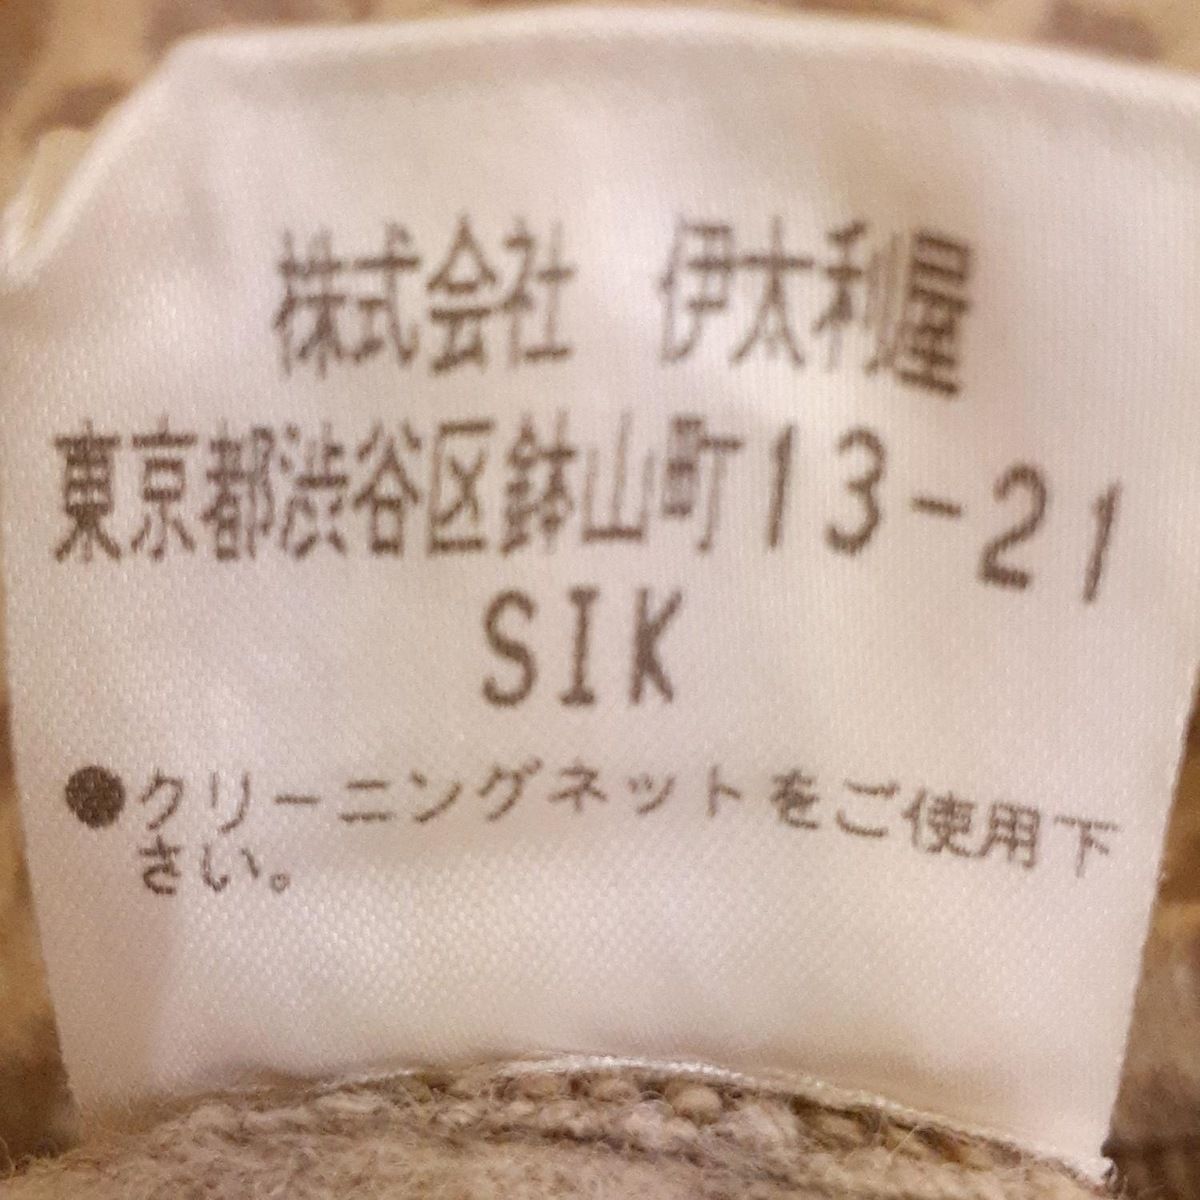 株式会社 伊太利屋
東京都渋谷区鉢山町13-21
SIK
●クリーニングネットをご使用下
さい。